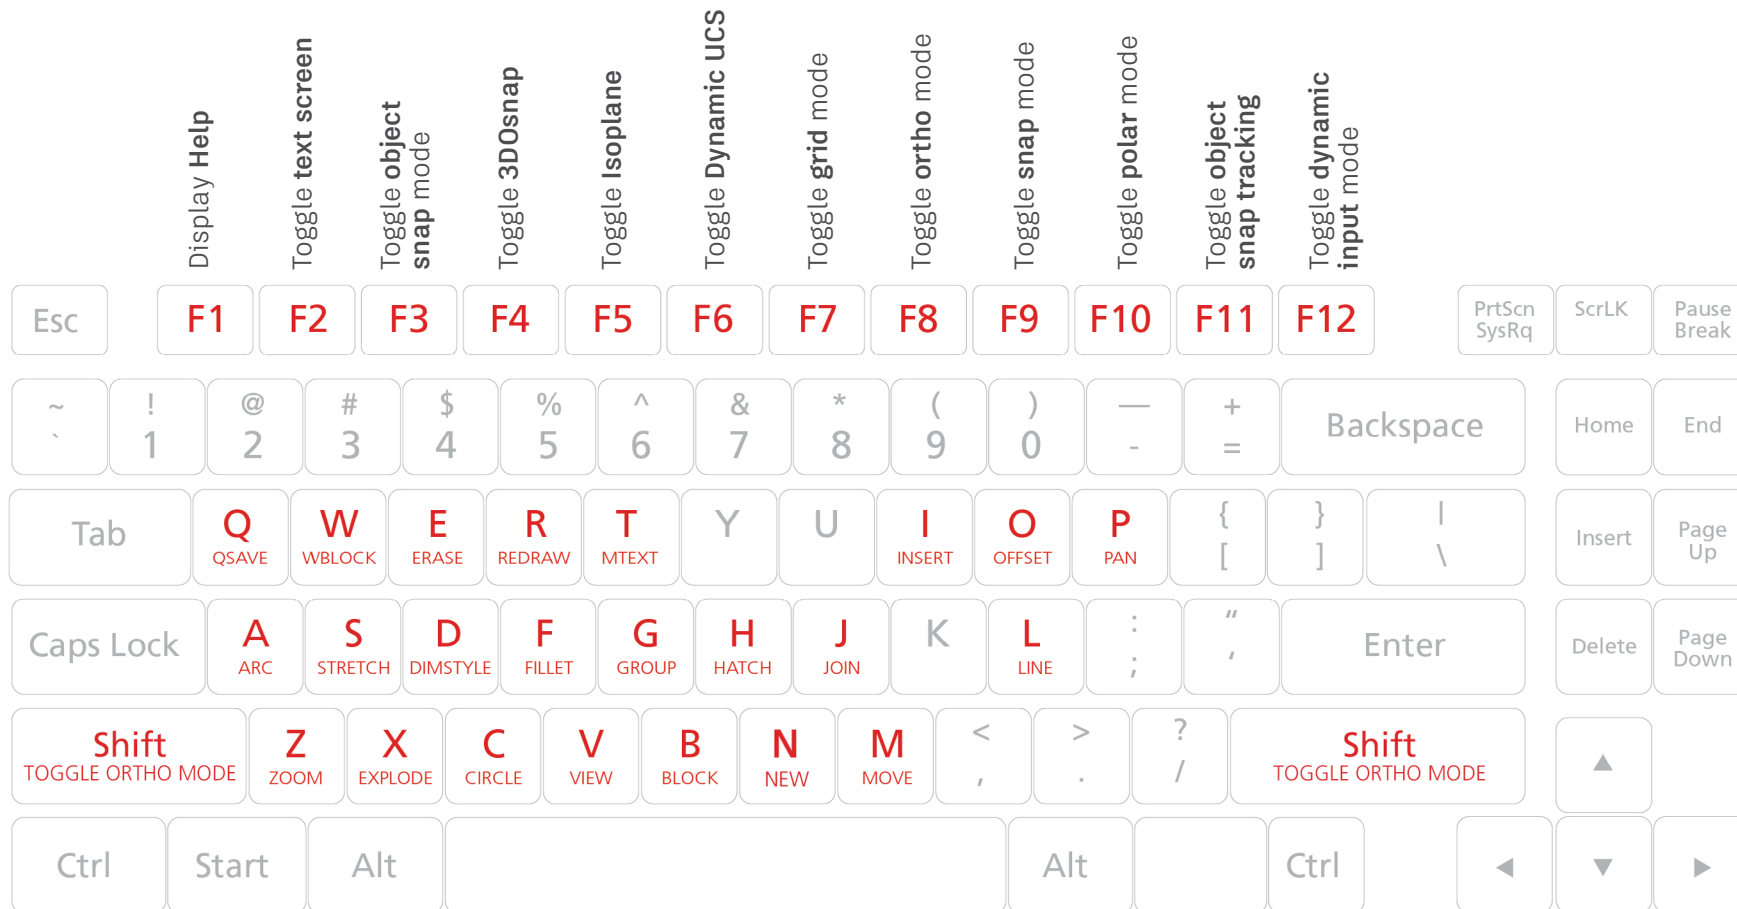 Display Help
Toggle text screen
Toggle object
snap mode
Toggle 3DOsnap
Toggle Isoplane
Toggle Dynamic UCS
Toggle grid mode
Toggle ortho mode
Toggle snap mode
Toggle polar mode
Toggle object
snap tracking
Toggle dynamic
input mode
Esc F1 F2 F3 F4 F5 F6 F7 F8 F9 F10 F11 F12 PrtScn ScrLK Pause
SysRq Break
~ ! @ # $ % ^ & * ( ) — +
` 1 2 3 4 5 6 7 8 9 0 - = Backspace Home End
Tab Q W E R T Y U I O P { } | Insert Page
QSAVE WBLOCK ERASE REDRAW MTEXT INSERT OFFSET PAN [ ] \ Up
Caps Lock A S D F G H J K L : “ Enter Delete Page
ARC STRETCH DIMSTYLE FILLET GROUP HATCH JOIN LINE ; ‘ Down
Shift Z X C V B N M < > ? Shift ▲
TOGGLE ORTHO MODE ZOOM EXPLODE CIRCLE VIEW BLOCK NEW MOVE , . / TOGGLE ORTHO MODE
Ctrl Start Alt Alt Ctrl ◀ ▼ ▶